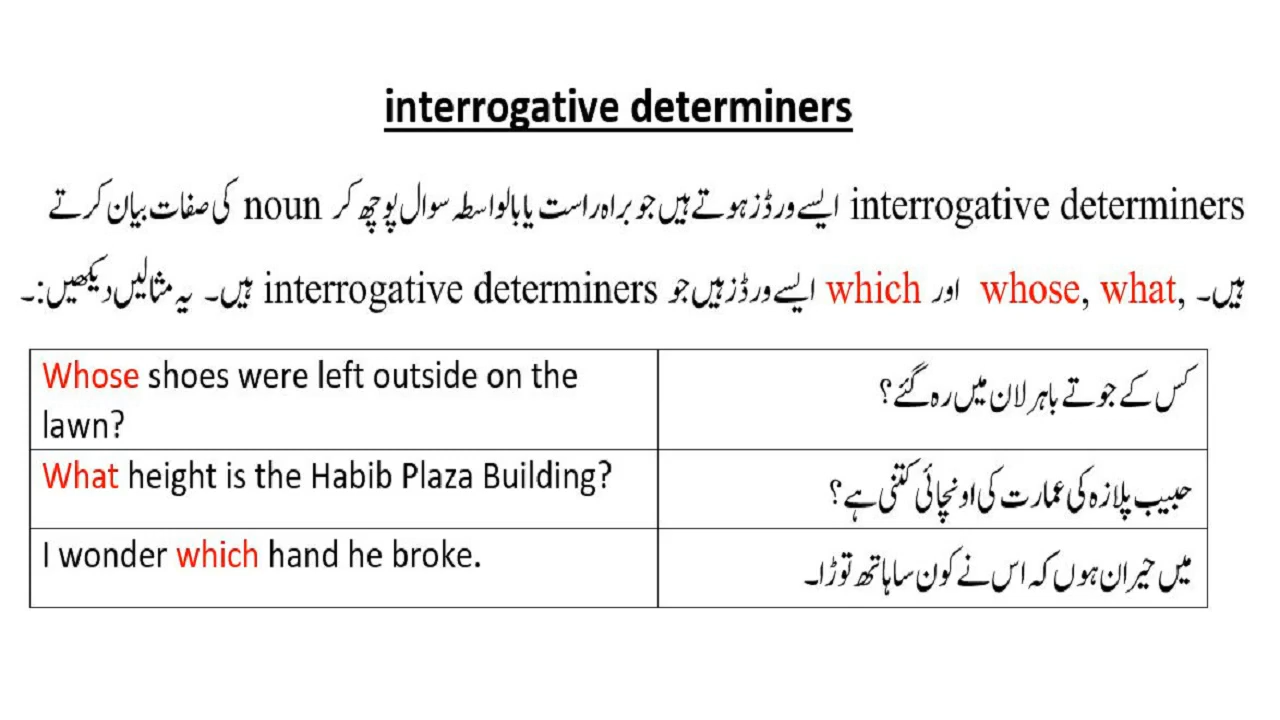 interrogative determiners
interrogative determiners ایسے ورڈز ہوتے ہیں جو براہ راست یا بالواسطہ سوال پوچھ کر noun کی صفات بیان کرتے
ہیں۔ whose, what, اور which ایسے ورڈز ہیں جو interrogative determiners ہیں۔ یہ مثالیں دیکھیں:۔
Whose shoes were left outside on the
lawn?
کس کے جوتے باہر لان میں رہ گئے؟
What height is the Habib Plaza Building?
حبیب پلازہ کی عمارت کی اونچائی کتنی ہے؟
I wonder which hand he broke.
میں حیران ہوں کہ اس نے کون سا ہاتھ توڑا۔